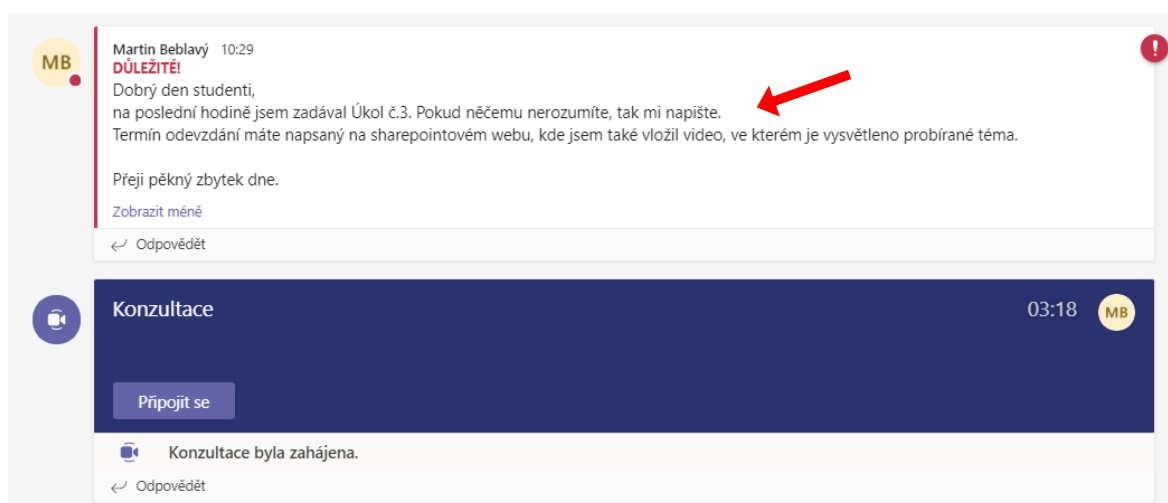 MB
Martin Beblavý 10:29
DŮLEŽITÉ!
Dobrý den studenti,
na poslední hodině jsem zadával Úkol č.3. Pokud něčemu nerozumíte, tak mi napište.
Termín odevzdání máte napsaný na sharepointovém webu, kde jsem také vložil video, ve kterém je vysvětleno probírané téma.
Přeji pěkný zbytek dne.
Zobrazit méně
Odpovědět
Konzultace 03:18 MB
Připojit se
Konzultace byla zahájena.
Odpovědět